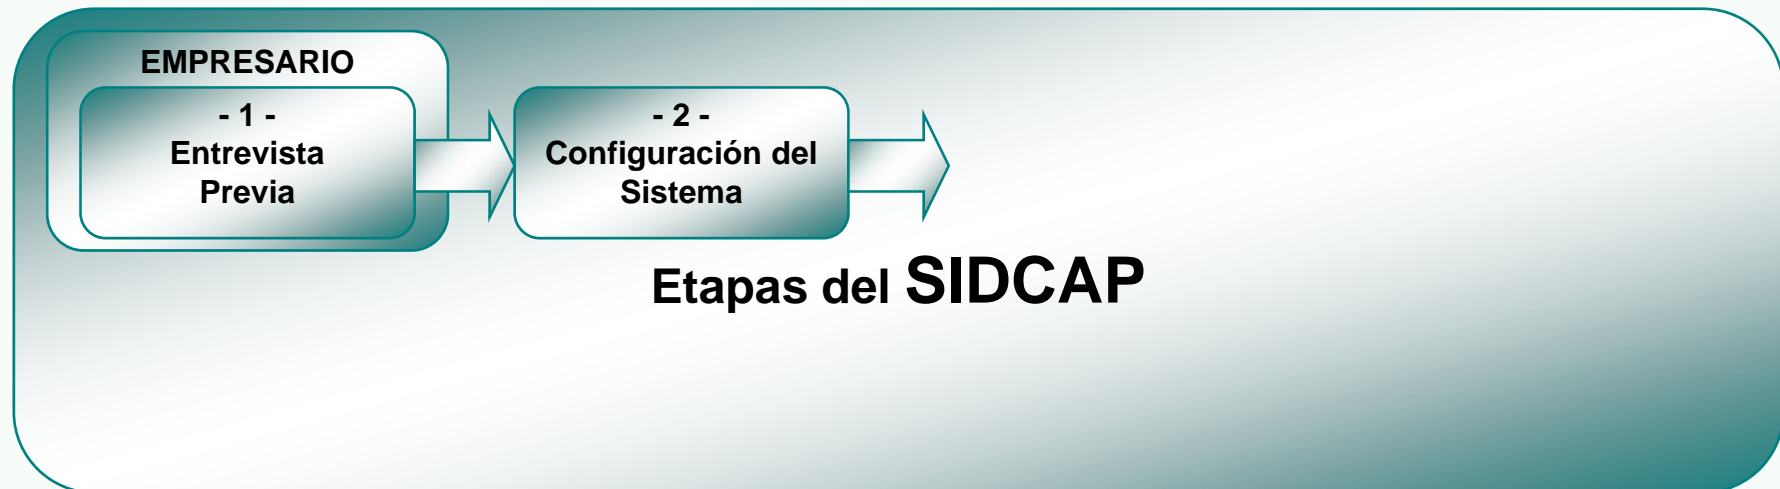 EMPRESARIO
- 1 -
Entrevista
Previa
- 2 -
Configuración del
Sistema
Etapas del SIDCAP